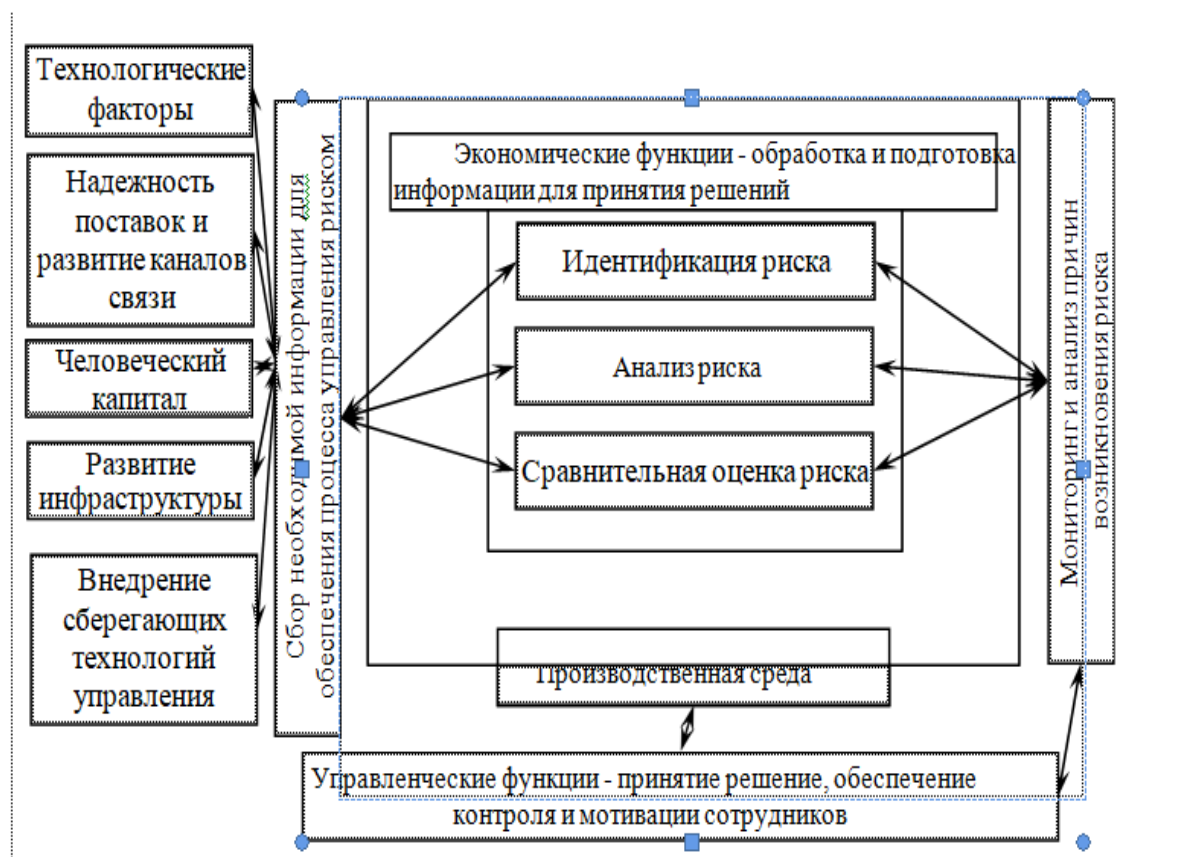 Технологические
факторы
Надежность
поставок и
развитие каналов
связи
Человеческий
капитал
Развитие
инфраструктуры
Внедрение
сберегающих
технологий
управления
Сбор необходимой информации для
обеспечения процесса управления риском
Экономические функции - обработка и подготовка
информации для принятия решений
Идентификация риска
Анализ риска
Сравнительная оценка риска
Производственная среда
Мониторинг и анализ причин
возникновения риска
Управленческие функции - принятие решение, обеспечение
контроля и мотивации сотрудников